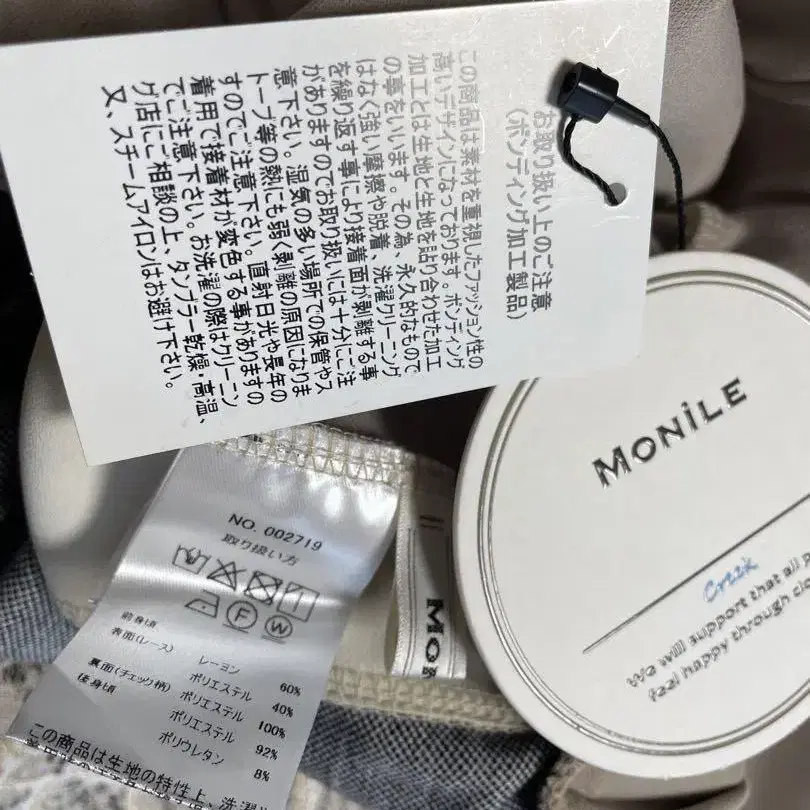 お取り扱い上のご注意
(ボンディング加工製品)
この商品は素材を重視したファッション性の
高いデザインになっております。ボンディング
加工とは生地と生地を貼り合わせた加工
の事をいいます。その為、永久的なもので
はなく強い摩擦や脱着、洗濯クリーニング
を繰り返す事により接着面が剥離する事
がありますのでお取り扱いには十分にご注
意下さい。湿気の多い場所での保管やス
トーブ等の熱にも弱く剥離の原因になりま
すのでご注意下さい。直射日光や長年の
着用で接着材が変色する事がありますの
でご注意下さい。お洗濯の際はクリーニン
グ店にご相談の上、タンブラー乾燥・高温、
又、スチームアイロンはお避け下さい。
MONiLE
Creik
We will support that all p
feel happy through clo
NO. 002719
取り扱い方
F W
前身頃
表面(レース) レーヨン 60%
ポリエステル 40%
裏面(チェック柄) ポリエステル 100%
後身頃 ポリエステル 92%
ポリウレタン 8%
この商品は生地の特性上、洗濯
MO